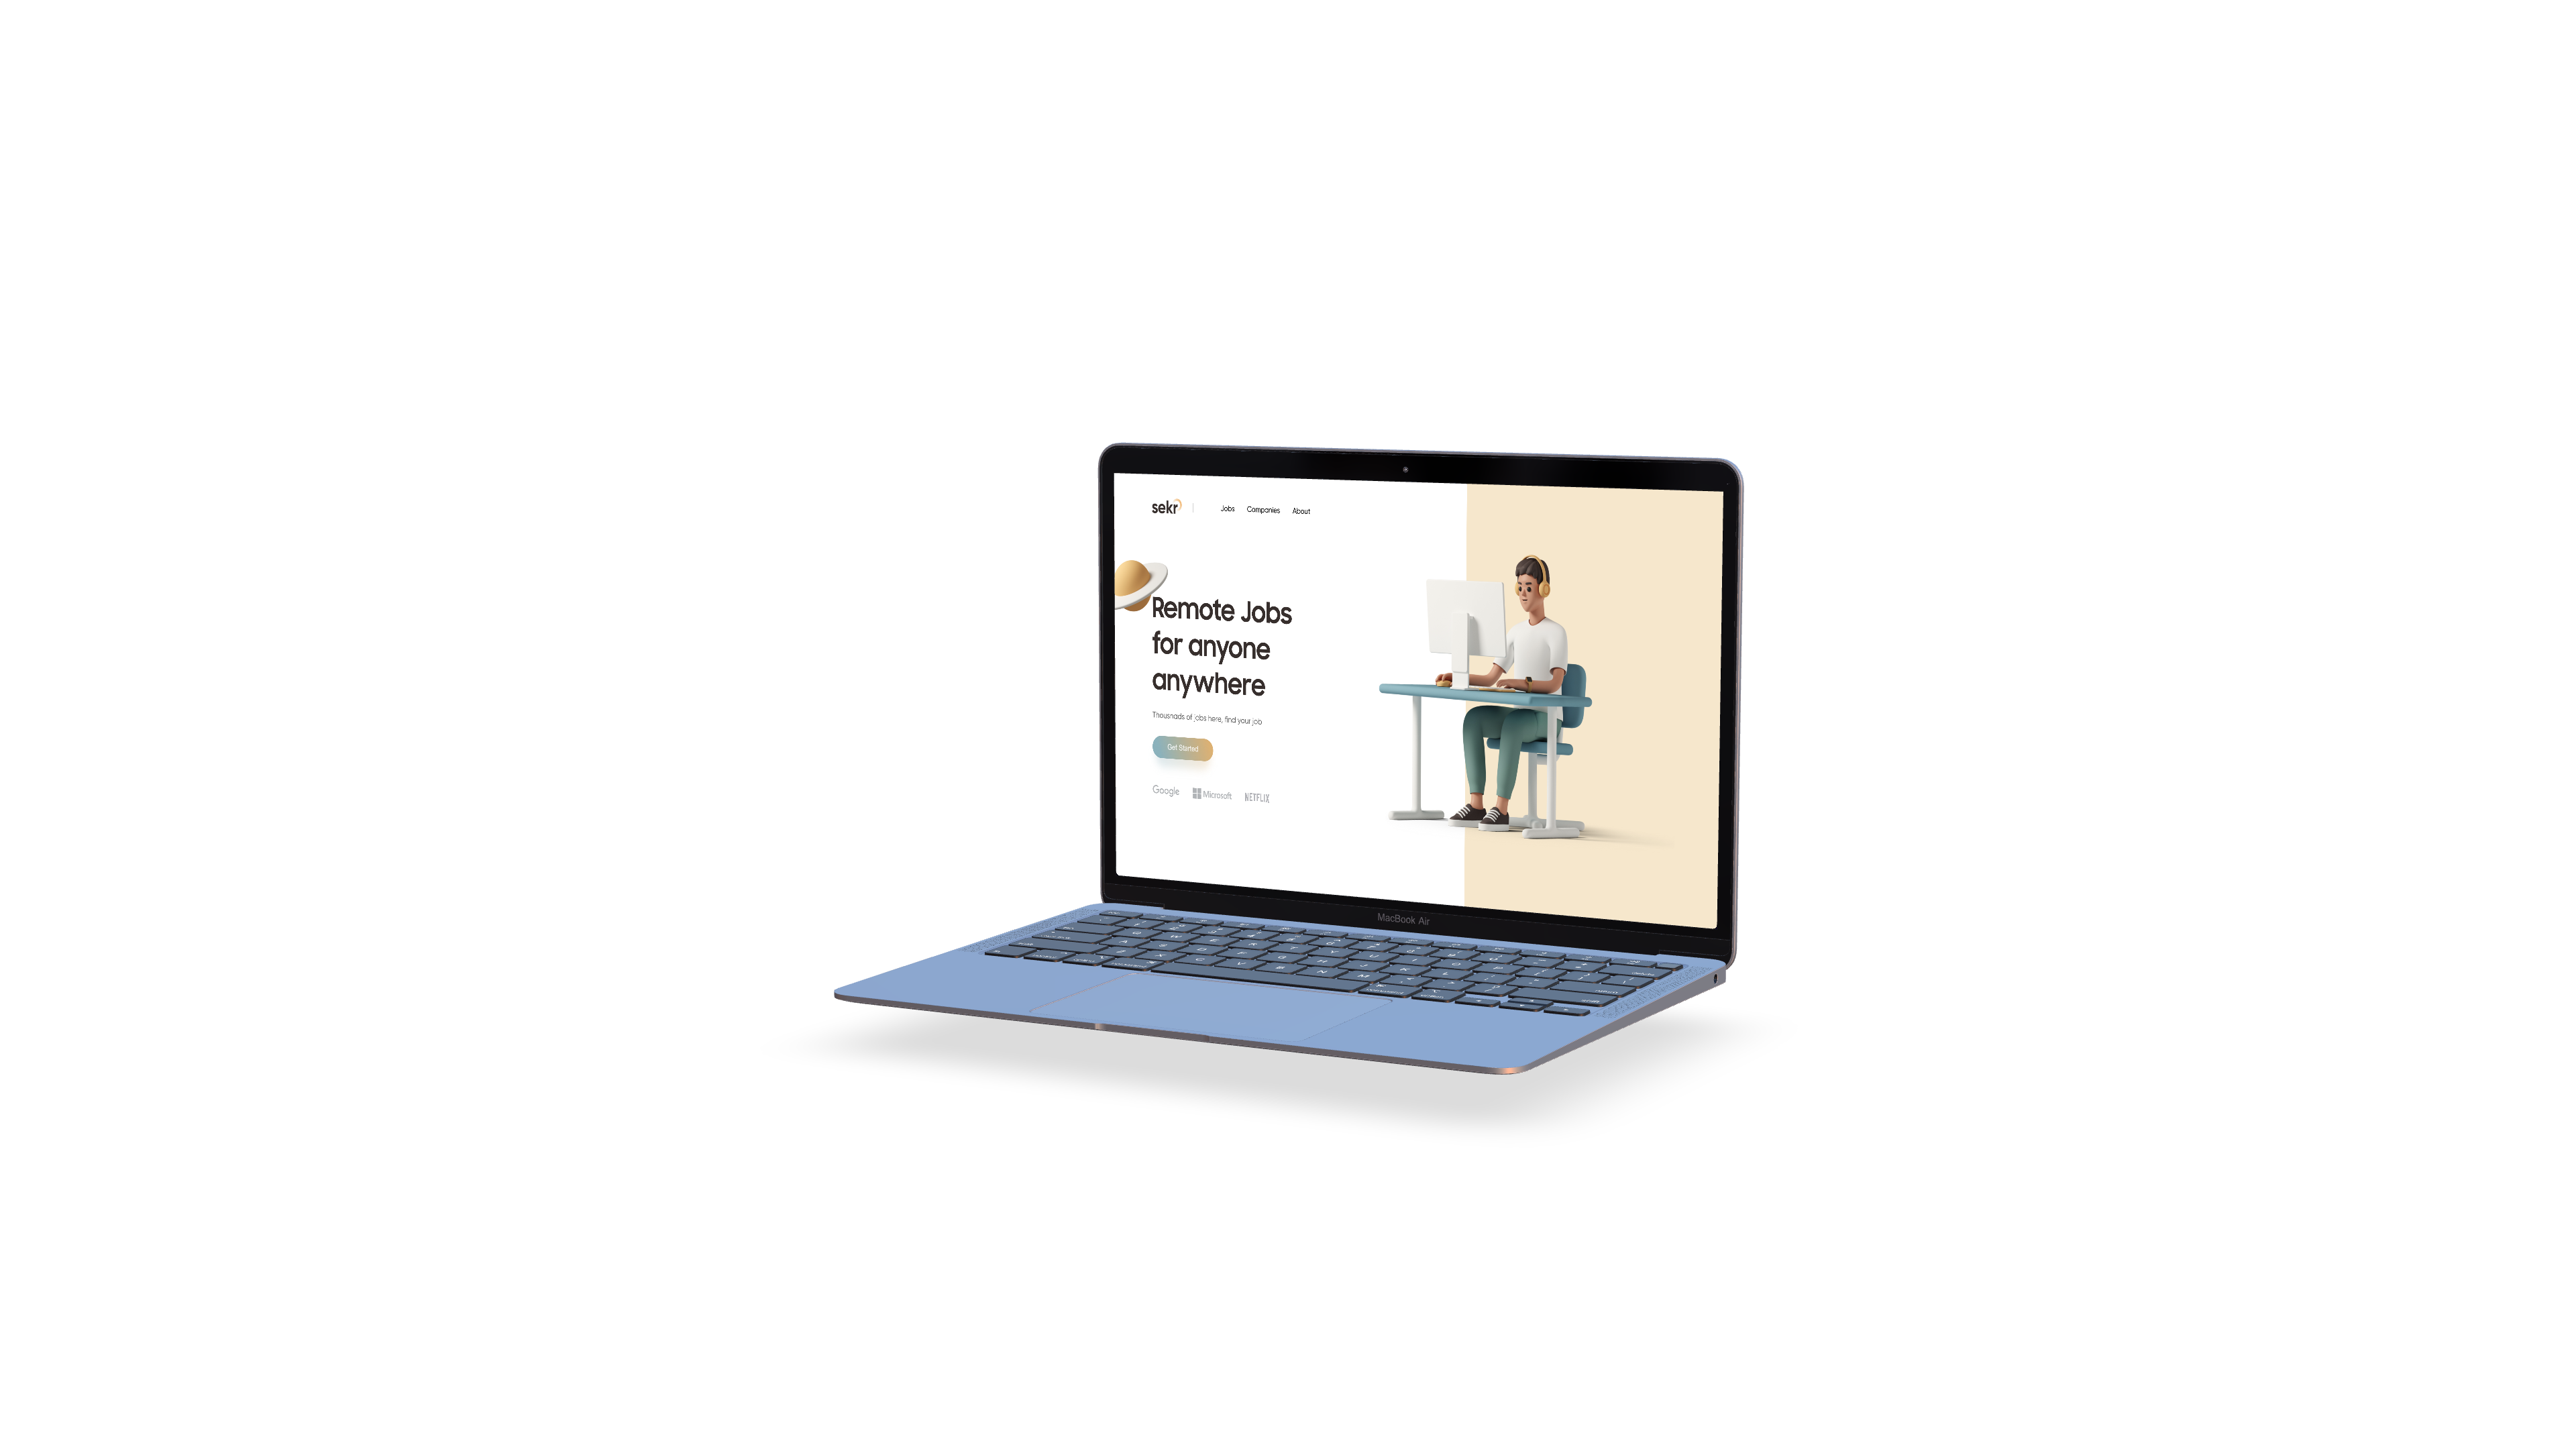 sekr
Jobs Companies About
Remote Jobs
for anyone
anywhere
Thousnads of jobs here, find your job
Get Started
Google Microsoft NETFLIX
MacBook Air